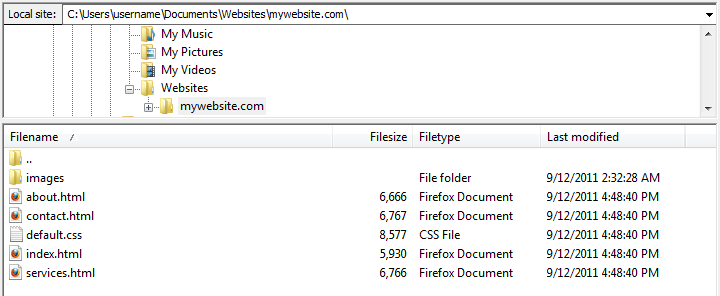 Local site: C:\Users\username\Documents\Websites\mywebsite.com\
My Music
My Pictures
My Videos
Websites
mywebsite.com
Filename / Filesize Filetype Last modified
..
images File folder 9/12/2011 2:32:28 AM
about.html 6,666 Firefox Document 9/12/2011 4:48:40 PM
contact.html 6,767 Firefox Document 9/12/2011 4:48:40 PM
default.css 8,577 CSS File 9/12/2011 4:48:40 PM
index.html 5,930 Firefox Document 9/12/2011 4:48:40 PM
services.html 6,766 Firefox Document 9/12/2011 4:48:40 PM